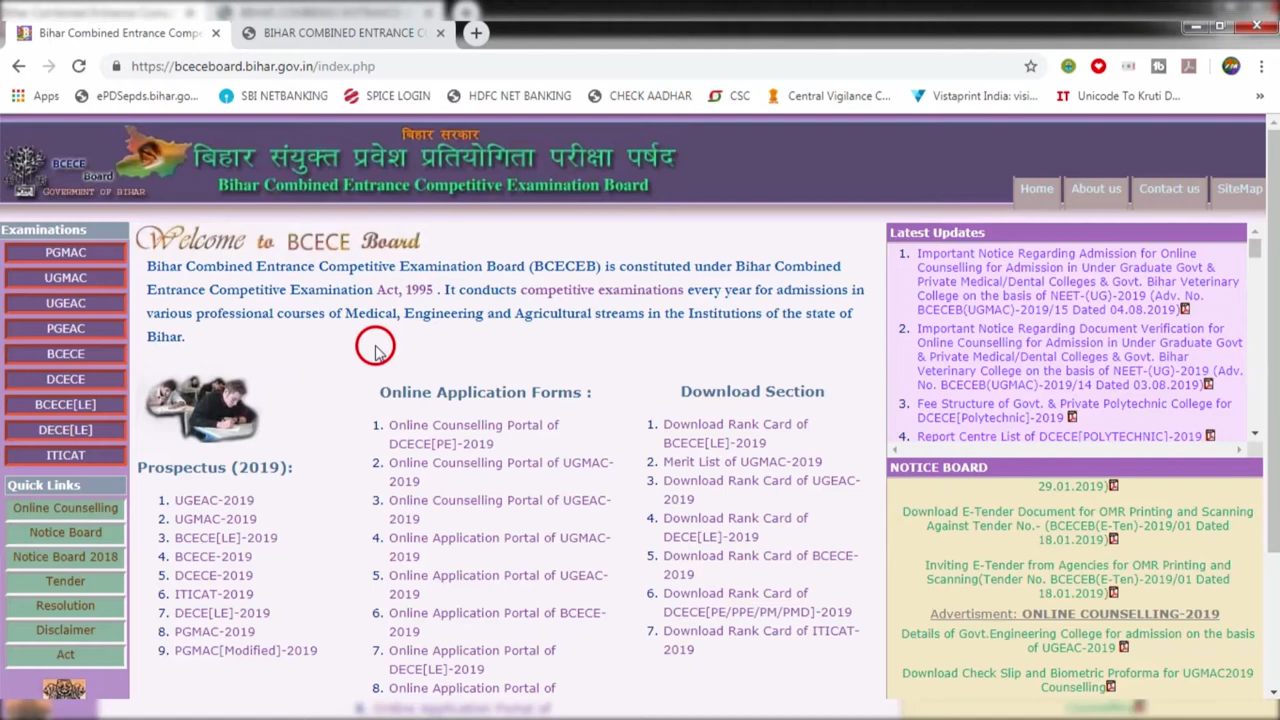 Bihar Combined Entrance Compe
BIHAR COMBINED ENTRANCE C
https://bceceboard.bihar.gov.in/index.php
Apps
ePDSepds.bihar.go...
SBI NETBANKING
SPICE LOGIN
HDFC NET BANKING
CHECK AADHAR
CSC
Central Vigilance C...
Vistaprint India: visi...
IT Unicode To Kruti D...
बिहार सरकार
BCECE
Board
GOVERMENT OF BIHAR
बिहार संयुक्त प्रवेश प्रतियोगिता परीक्षा पर्षद
Bihar Combined Entrance Competitive Examination Board
Home
About us
Contact us
SiteMap
Examinations
PGMAC
UGMAC
UGEAC
PGEAC
BCECE
DCECE
BCECE[LE]
DECE[LE]
ITICAT
Quick Links
Online Counselling
Notice Board
Notice Board 2018
Tender
Resolution
Disclaimer
Act
Welcome to BCECE Board
Bihar Combined Entrance Competitive Examination Board (BCECEB) is constituted under Bihar Combined
Entrance Competitive Examination Act, 1995 . It conducts competitive examinations every year for admissions in
various professional courses of Medical, Engineering and Agricultural streams in the Institutions of the state of
Bihar.
Prospectus (2019):
1. UGEAC-2019
2. UGMAC-2019
3. BCECE[LE]-2019
4. BCECE-2019
5. DCECE-2019
6. ITICAT-2019
7. DECE[LE]-2019
8. PGMAC-2019
9. PGMAC[Modified]-2019
Online Application Forms :
1. Online Counselling Portal of
DCECE[PE]-2019
2. Online Counselling Portal of UGMAC-
2019
3. Online Counselling Portal of UGEAC-
2019
4. Online Application Portal of UGMAC-
2019
5. Online Application Portal of UGEAC-
2019
6. Online Application Portal of BCECE-
2019
7. Online Application Portal of
DECE[LE]-2019
8. Online Application Portal of
Download Section
1. Download Rank Card of
BCECE[LE]-2019
2. Merit List of UGMAC-2019
3. Download Rank Card of UGEAC-
2019
4. Download Rank Card of
DECE[LE]-2019
5. Download Rank Card of BCECE-
2019
6. Download Rank Card of
DCECE[PE/PPE/PM/PMD]-2019
7. Download Rank Card of ITICAT-
2019
Latest Updates
1. Important Notice Regarding Admission for Online
Counselling for Admission in Under Graduate Govt &
Private Medical/Dental Colleges & Govt. Bihar
Veterinary College on the basis of NEET-(UG)-2019 (Adv. No.
BCECEB(UGMAC)-2019/15 Dated 04.08.2019)
2. Important Notice Regarding Document Verification for
Online Counselling for Admission in Under Graduate Govt
& Private Medical/Dental Colleges & Govt. Bihar
Veterinary College on the basis of NEET-(UG)-2019 (Adv.
No. BCECEB(UGMAC)-2019/14 Dated 03.08.2019)
3. Fee Structure of Govt. & Private Polytechnic College for
DCECE[Polytechnic]-2019
4. Report Centre List of DCECE[POLYTECHNIC]-2019
NOTICE BOARD
29.01.2019)
Download E-Tender Document for OMR Printing and Scanning
Against Tender No.- (BCECEB(E-Ten)-2019/01 Dated
18.01.2019)
Inviting E-Tender from Agencies for OMR Printing and
Scanning(Tender No. BCECEB(E-Ten)-2019/01 Dated
18.01.2019)
Advertisment: ONLINE COUNSELLING-2019
Details of Govt.Engineering College for admission on the basis
of UGEAC-2019
Download Check Slip and Biometric Proforma for UGMAC2019
Counselling